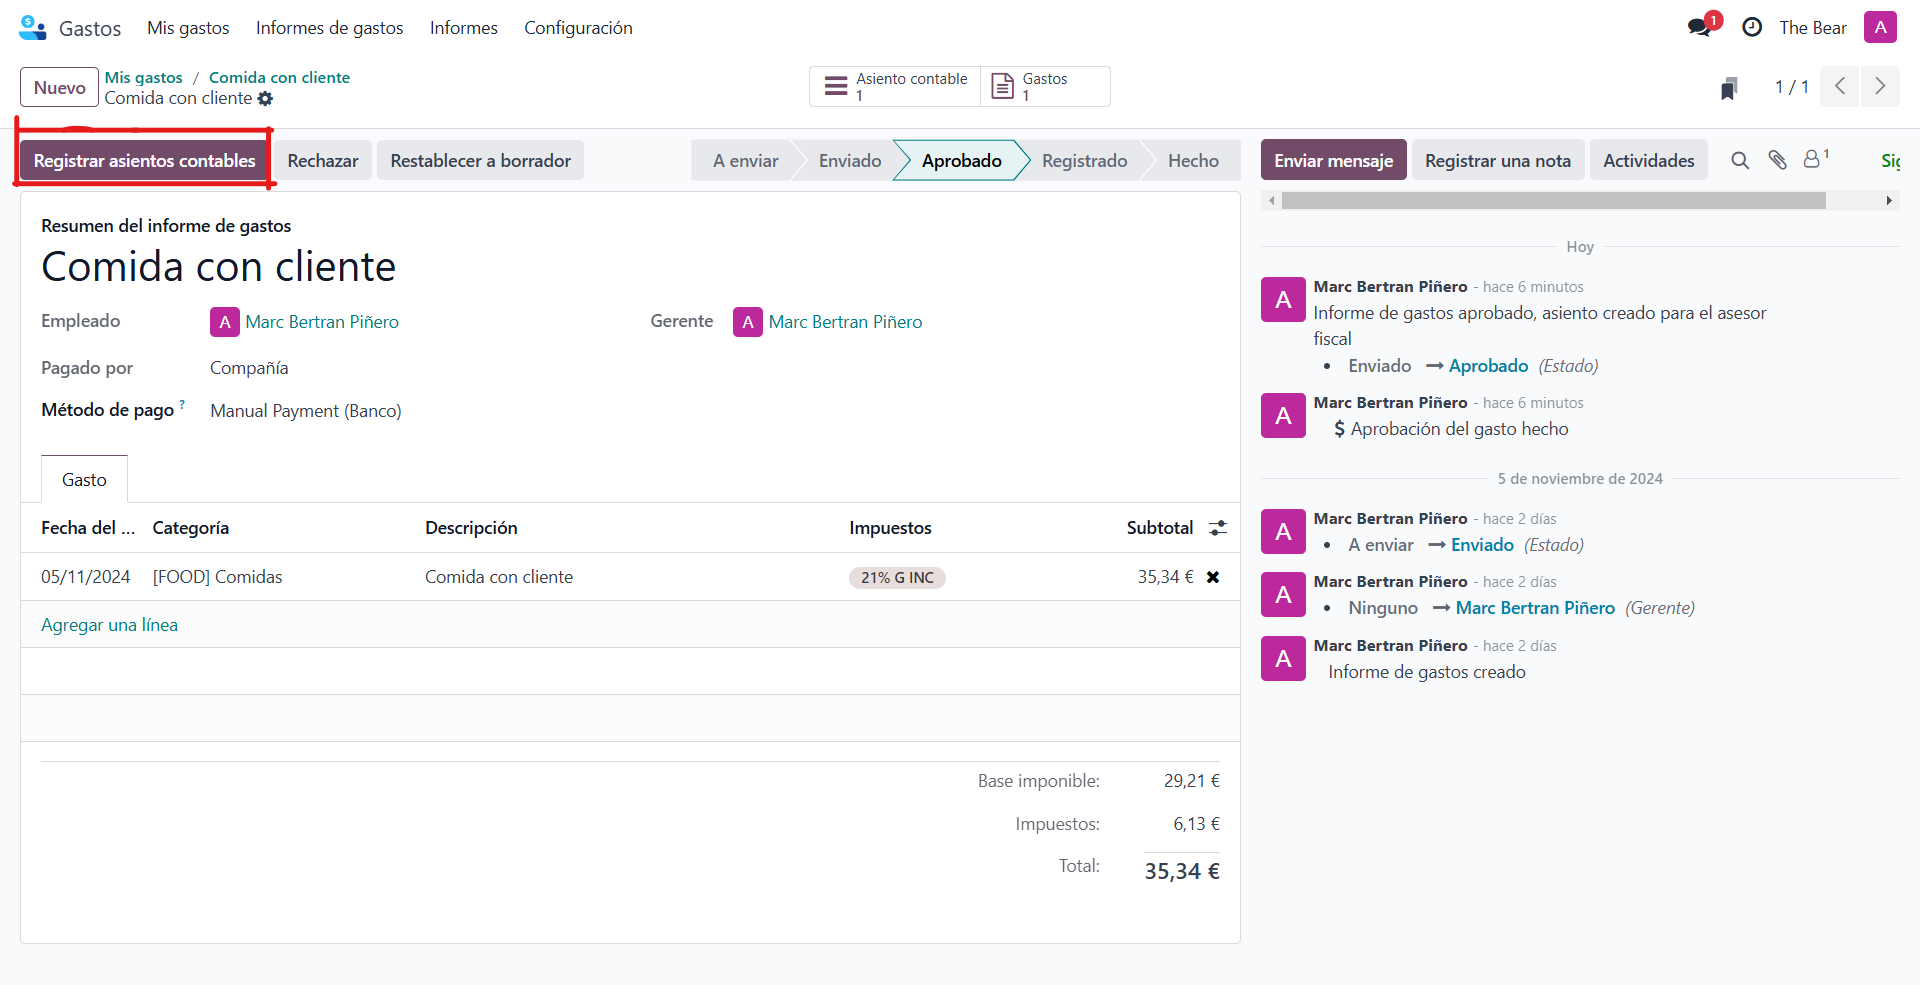 Gastos Mis gastos Informes de gastos Informes Configuración 1 The Bear A
Nuevo Mis gastos / Comida con cliente
Comida con cliente
Asiento contable
1
Gastos
1
1 / 1
Registrar asientos contables Rechazar Restablecer a borrador A enviar Enviado Aprobado Registrado Hecho
Enviar mensaje Registrar una nota Actividades 1 Sig
Resumen del informe de gastos
Comida con cliente
Empleado A Marc Bertran Piñero Gerente A Marc Bertran Piñero
Pagado por Compañía
Método de pago ? Manual Payment (Banco)
Gasto
Fecha del ... Categoría Descripción Impuestos Subtotal
05/11/2024 [FOOD] Comidas Comida con cliente 21% G INC 35,34 €
Agregar una línea
Base imponible: 29,21 €
Impuestos: 6,13 €
Total: 35,34 €
Hoy
A Marc Bertran Piñero - hace 6 minutos
Informe de gastos aprobado, asiento creado para el asesor
fiscal
• Enviado → Aprobado (Estado)
A Marc Bertran Piñero - hace 6 minutos
$ Aprobación del gasto hecho
5 de noviembre de 2024
A Marc Bertran Piñero - hace 2 días
• A enviar → Enviado (Estado)
A Marc Bertran Piñero - hace 2 días
• Ninguno → Marc Bertran Piñero (Gerente)
A Marc Bertran Piñero - hace 2 días
Informe de gastos creado